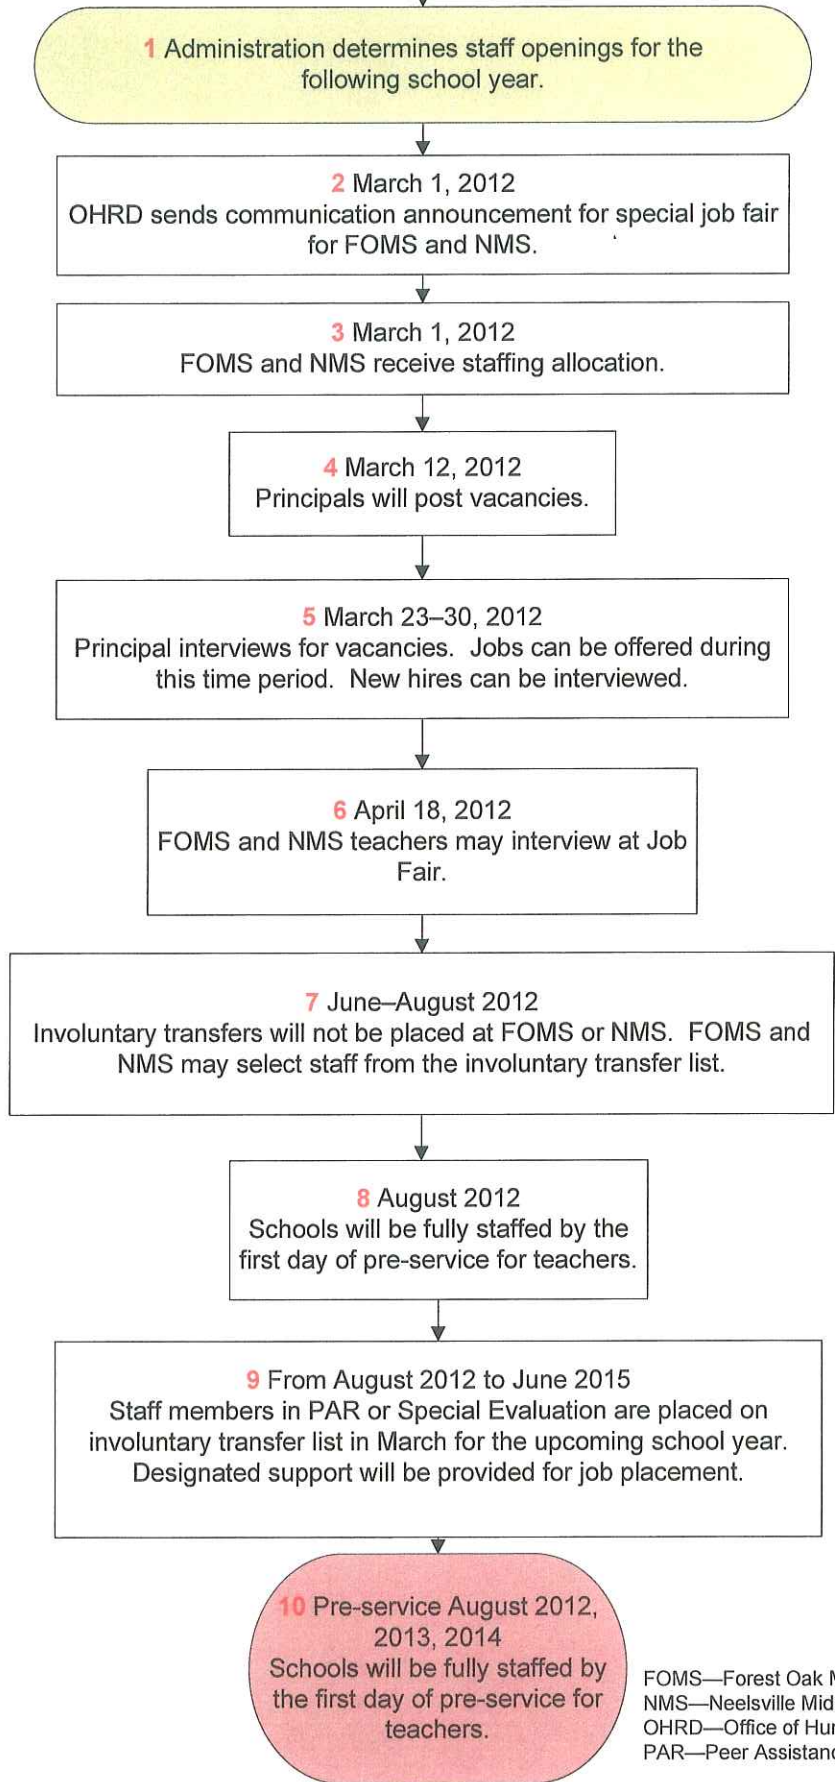 1 Administration determines staff openings for the
following school year.
2 March 1, 2012
OHRD sends communication announcement for special job fair
for FOMS and NMS.
3 March 1, 2012
FOMS and NMS receive staffing allocation.
4 March 12, 2012
Principals will post vacancies.
5 March 23–30, 2012
Principal interviews for vacancies. Jobs can be offered during
this time period. New hires can be interviewed.
6 April 18, 2012
FOMS and NMS teachers may interview at Job
Fair.
7 June–August 2012
Involuntary transfers will not be placed at FOMS or NMS. FOMS and
NMS may select staff from the involuntary transfer list.
8 August 2012
Schools will be fully staffed by the
first day of pre-service for teachers.
9 From August 2012 to June 2015
Staff members in PAR or Special Evaluation are placed on
involuntary transfer list in March for the upcoming school year.
Designated support will be provided for job placement.
10 Pre-service August 2012,
2013, 2014
Schools will be fully staffed by
the first day of pre-service for
teachers.
FOMS—Forest Oak
NMS—Neelsville
OHRD—Office of
PAR—Peer